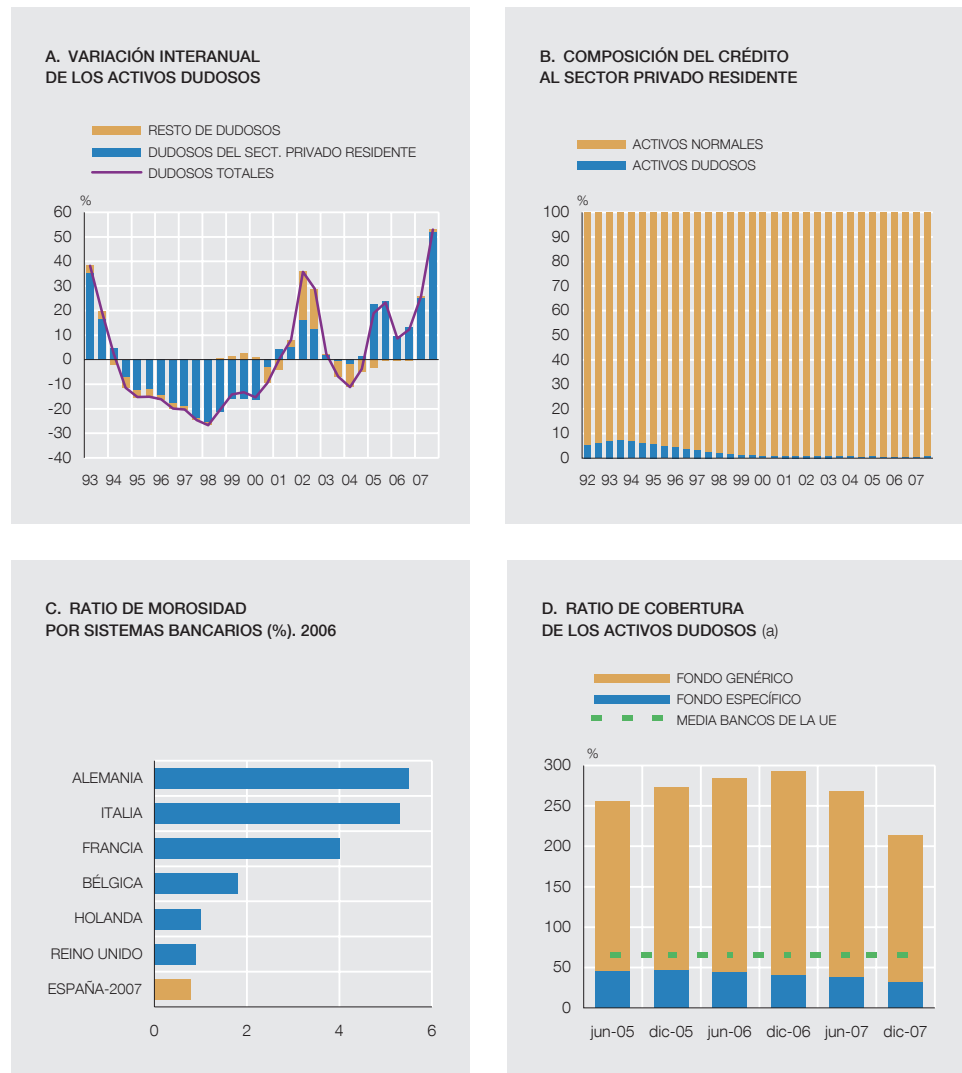 A. VARIACIÓN INTERANUAL
DE LOS ACTIVOS DUDOSOS
RESTO DE DUDOSOS
DUDOSOS DEL SECT. PRIVADO RESIDENTE
DUDOSOS TOTALES
%
60
50
40
30
20
10
0
-10
-20
-30
-40
93 94 95 96 97 98 99 00 01 02 03 04 05 06 07
B. COMPOSICIÓN DEL CRÉDITO
AL SECTOR PRIVADO RESIDENTE
ACTIVOS NORMALES
ACTIVOS DUDOSOS
%
100
90
80
70
60
50
40
30
20
10
0
92 93 94 95 96 97 98 99 00 01 02 03 04 05 06 07
C. RATIO DE MOROSIDAD
POR SISTEMAS BANCARIOS (%). 2006
ALEMANIA
ITALIA
FRANCIA
BÉLGICA
HOLANDA
REINO UNIDO
ESPAÑA-2007
0 2 4 6
D. RATIO DE COBERTURA
DE LOS ACTIVOS DUDOSOS (a)
FONDO GENÉRICO
FONDO ESPECÍFICO
MEDIA BANCOS DE LA UE
%
300
250
200
150
100
50
0
jun-05 dic-05 jun-06 dic-06 jun-07 dic-07